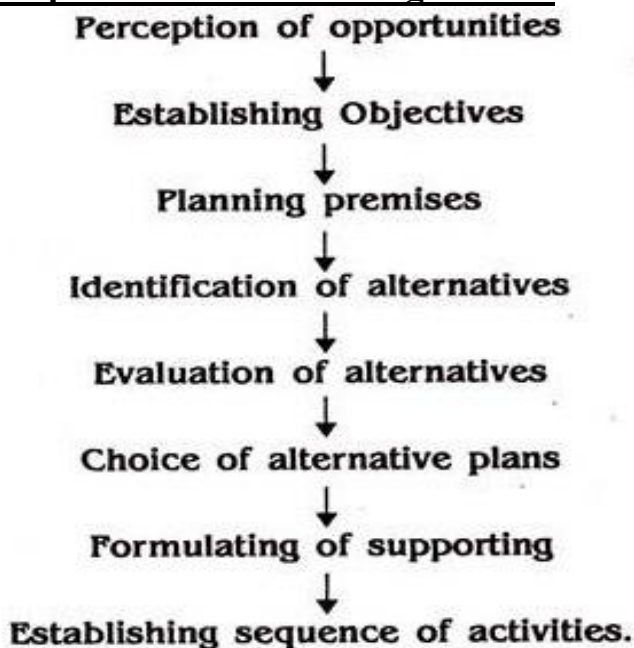 Perception of opportunities
Establishing Objectives
Planning premises
Identification of alternatives
Evaluation of alternatives
Choice of alternative plans
Formulating of supporting
Establishing sequence of activities.